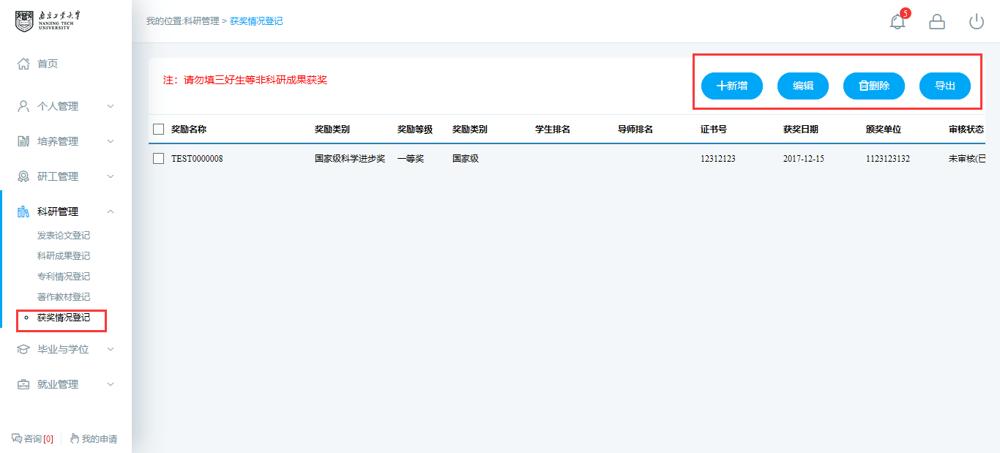 南京工业大学
NANJING TECH
UNIVERSITY
首页
个人管理
培养管理
研工管理
科研管理
发表论文登记
科研成果登记
专利情况登记
著作教材登记
获奖情况登记
毕业与学位
就业管理
咨询[0]
我的申请
我的位置:科研管理 > 获奖情况登记
5
注：请勿填三好生等非科研成果获奖
新增 编辑 删除 导出
奖励名称 奖励类别 奖励等级 奖励类别 学生排名 导师排名 证书号 获奖日期 颁奖单位 审核状态
TEST0000008 国家级科学进步奖 一等奖 国家级 12312123 2017-12-15 1123123132 未审核(已